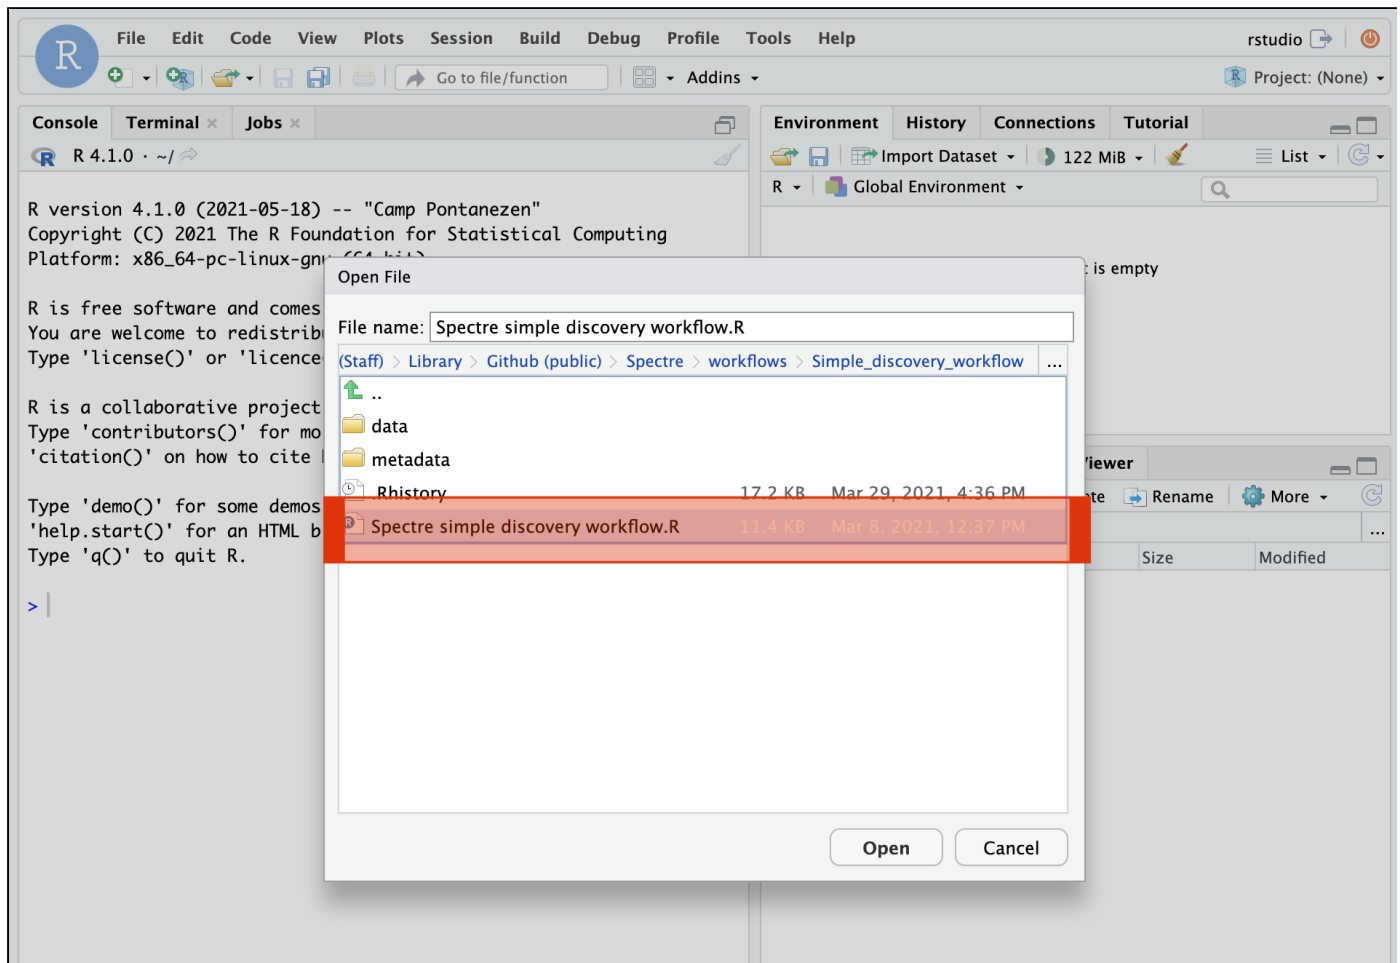 R
File Edit Code View Plots Session Build Debug Profile Tools Help
rstudio
R
Go to file/function
Addins
R Project: (None)
Console Terminal Jobs
R R 4.1.0 · ~/
R version 4.1.0 (2021-05-18) -- "Camp Pontanezen"
Copyright (C) 2021 The R Foundation for Statistical Computing
Platform: x86_64-pc-linux-gnu (64-bit)
R is free software and comes
You are welcome to redistribu
Type 'license()' or 'licence(
R is a collaborative project
Type 'contributors()' for mo
'citation()' on how to cite
Type 'demo()' for some demos
'help.start()' for an HTML b
Type 'q()' to quit R.
>
Environment History Connections Tutorial
Import Dataset 122 MiB List
R Global Environment
is empty
Viewer
Rename More
...
Size Modified
Open File
File name: Spectre simple discovery workflow.R
(Staff) > Library > Github (public) > Spectre > workflows > Simple_discovery_workflow ...
..
data
metadata
.Rhistory 17.2 KB Mar 29, 2021, 4:36 PM
Spectre simple discovery workflow.R 11.4 KB Mar 8, 2021, 12:37 PM
Open Cancel